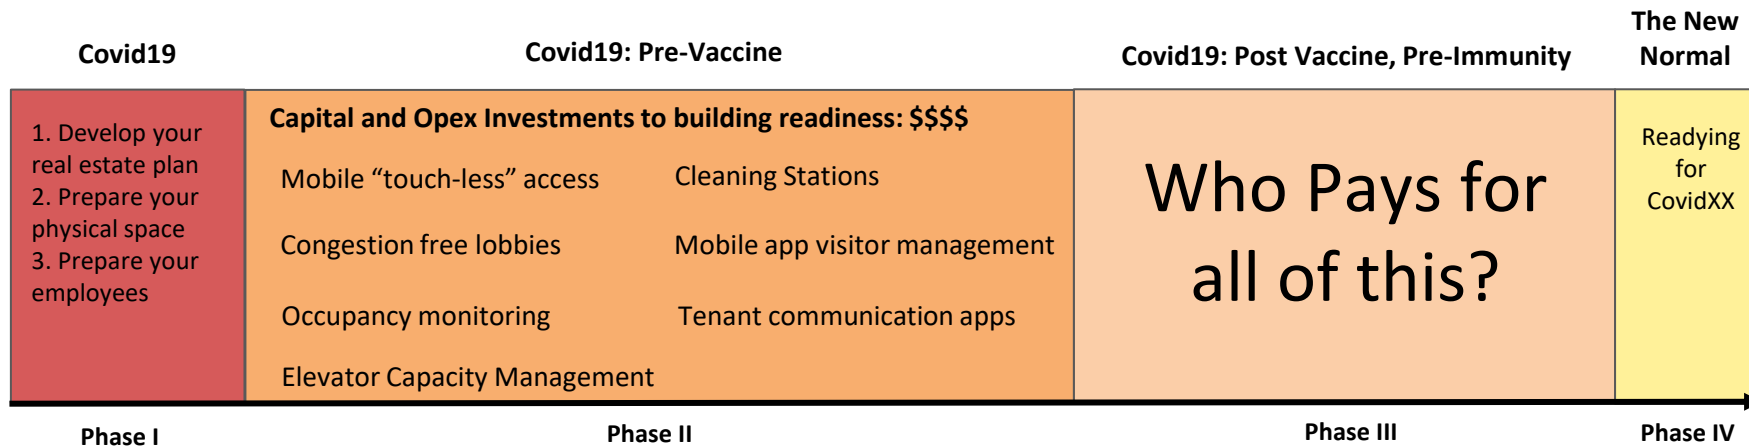 Covid19
Covid19: Pre-Vaccine
Covid19: Post Vaccine, Pre-Immunity
The New
Normal
1. Develop your
real estate plan
2. Prepare your
physical space
3. Prepare your
employees
Capital and Opex Investments to building readiness: $$$$
Mobile “touch-less” access
Cleaning Stations
Congestion free lobbies
Mobile app visitor management
Occupancy monitoring
Tenant communication apps
Elevator Capacity Management
Who Pays for
all of this?
Readying
for
CovidXX
Phase I
Phase II
Phase III
Phase IV